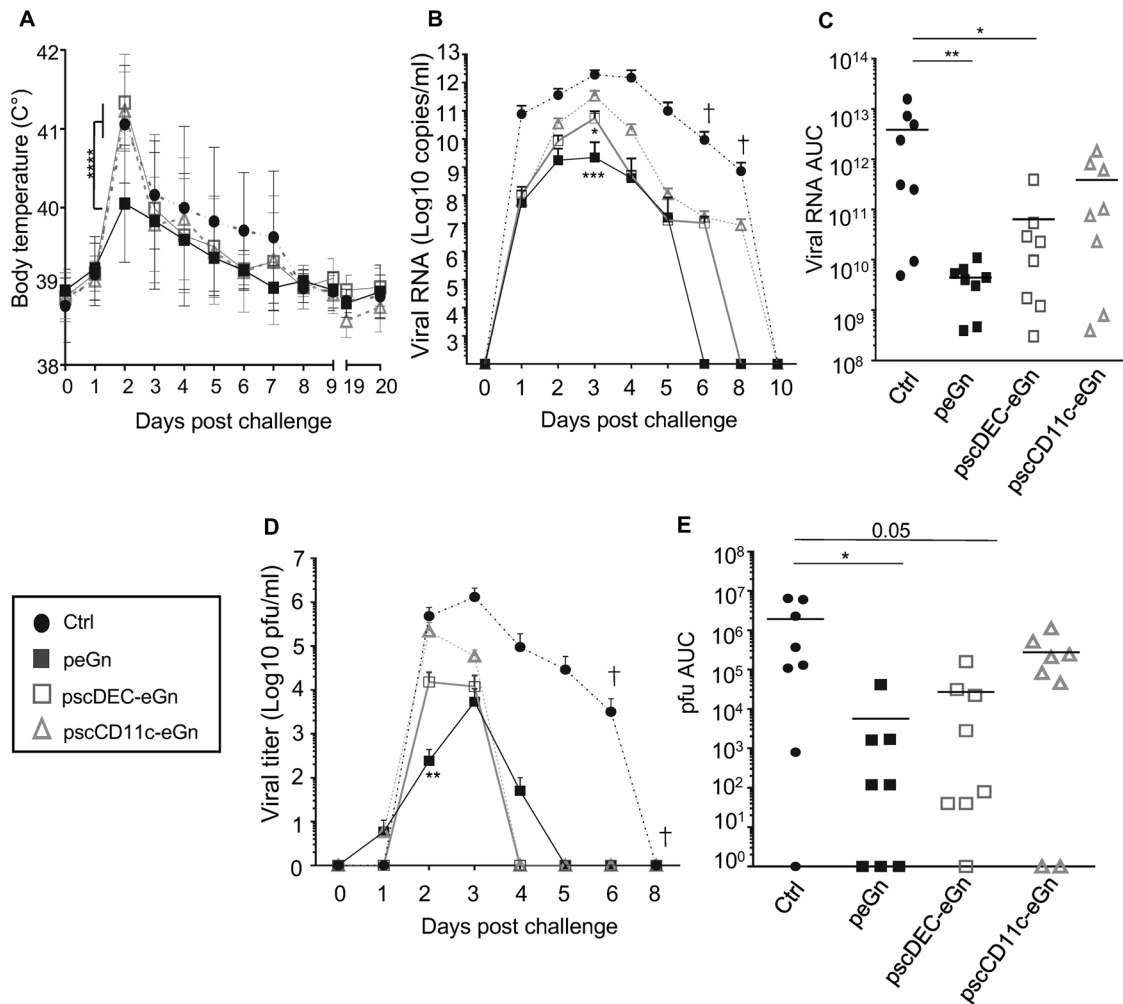 A
Body temperature (C°)
42
41
40
39
38
****
0 1 2 3 4 5 6 7 8 9 19 20
Days post challenge
B
Viral RNA (Log10 copies/ml)
13
12
11
10
9
8
7
6
5
4
3
*
***
†
†
0 1 2 3 4 5 6 8 10
Days post challenge
C
Viral RNA AUC
10^14
10^13
10^12
10^11
10^10
10^9
10^8
*
**
Ctrl
peGn
pscDEC-eGn
pscCD11c-eGn
Ctrl
peGn
pscDEC-eGn
pscCD11c-eGn
D
Viral titer (Log10 pfu/ml)
7
6
5
4
3
2
1
0
**
†
†
0 1 2 3 4 5 6 8
Days post challenge
E
pfu AUC
10^8
10^7
10^6
10^5
10^4
10^3
10^2
10^1
10^0
0.05
*
Ctrl
peGn
pscDEC-eGn
pscCD11c-eGn